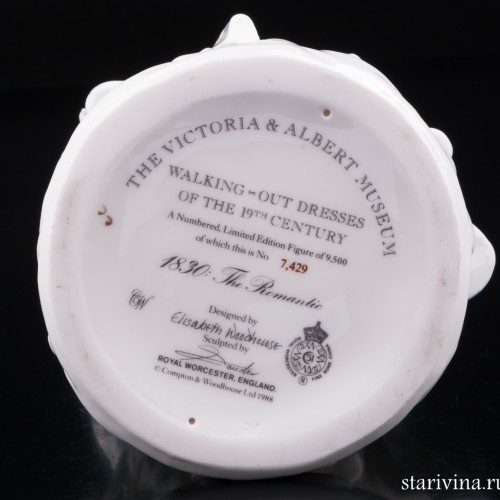 THE VICTORIA & ALBERT MUSEUM
WALKING-OUT DRESSES
OF THE 19TH CENTURY
A Numbered, Limited Edition Figure of 9,500
of which this is No 7,429
1830: The Romantic
CW
Designed by
Elisabeth Woodhouse
Sculpted by
ROYAL WORCESTER, ENGLAND.
© Compton & Woodhouse Ltd 1988
®
starivina.ru